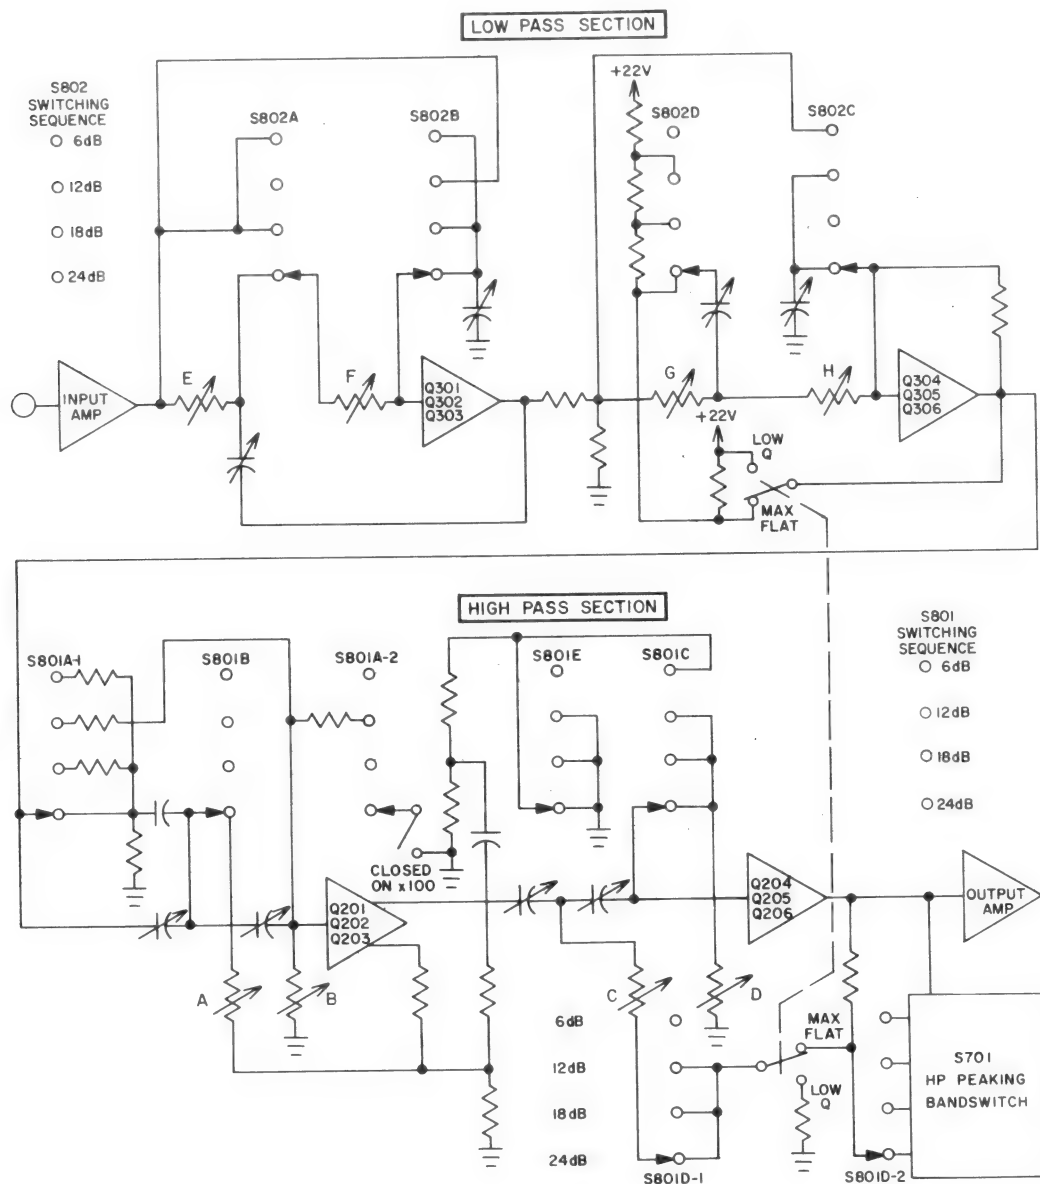 LOW PASS SECTION
S802
SWITCHING
SEQUENCE
6dB
12dB
18dB
24dB
S802A
S802B
+22V
S802D
S802C
INPUT
AMP
E
F
Q301
Q302
Q303
G
H
Q304
Q305
Q306
+22V
LOW
Q
MAX
FLAT
HIGH PASS SECTION
S801A-1
S801B
S801A-2
S801E
S801C
S801
SWITCHING
SEQUENCE
6dB
12dB
18dB
24dB
CLOSED
ON x100
Q201
Q202
Q203
Q204
Q205
Q206
OUTPUT
AMP
A
B
C
D
6dB
12dB
18dB
24dB
MAX
FLAT
LOW
Q
S701
HP PEAKING
BANDSWITCH
S801D-1
S801D-2